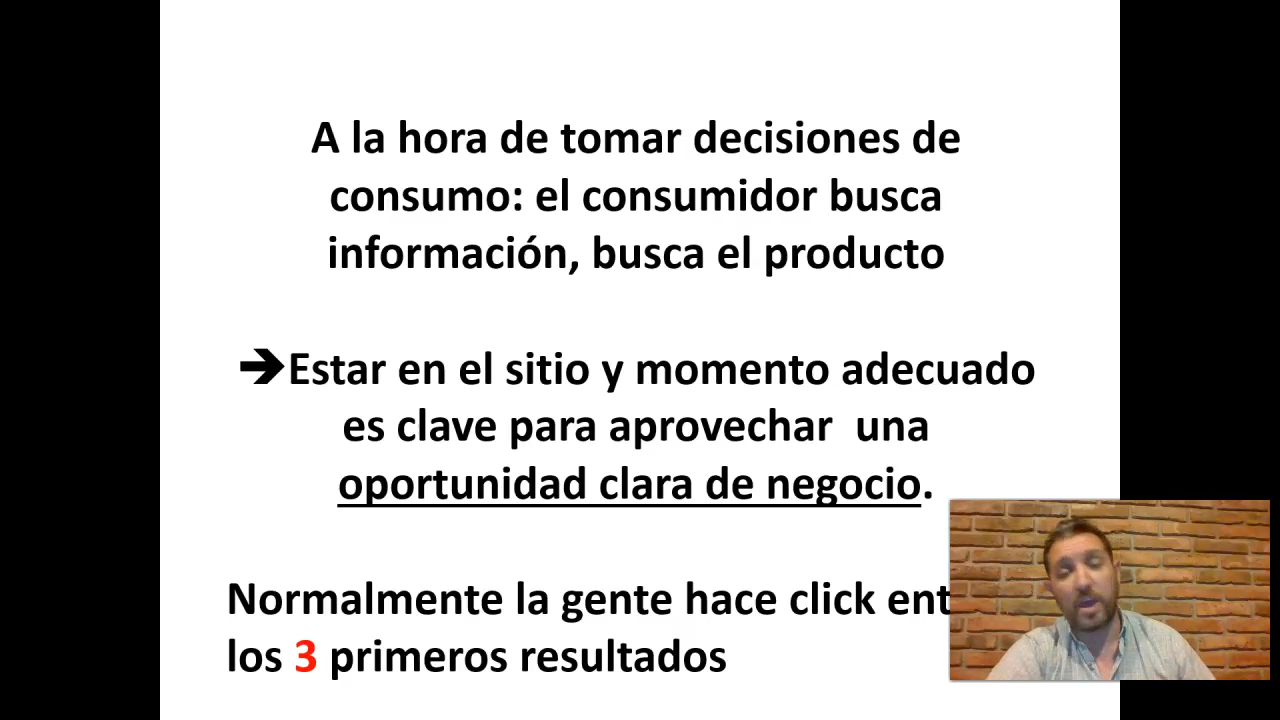 A la hora de tomar decisiones de
consumo: el consumidor busca
información, busca el producto
➔Estar en el sitio y momento adecuado
es clave para aprovechar una
oportunidad clara de negocio.
Normalmente la gente hace click ent
los 3 primeros resultados